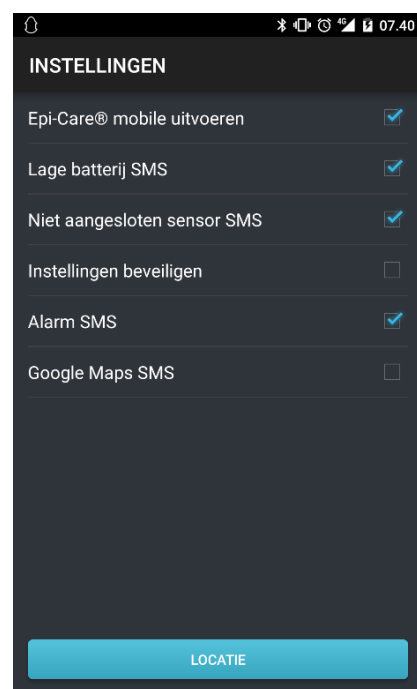 4G 07.40
INSTELLINGEN
Epi-Care® mobile uitvoeren
Lage batterij SMS
Niet aangesloten sensor SMS
Instellingen beveiligen
Alarm SMS
Google Maps SMS
LOCATIE